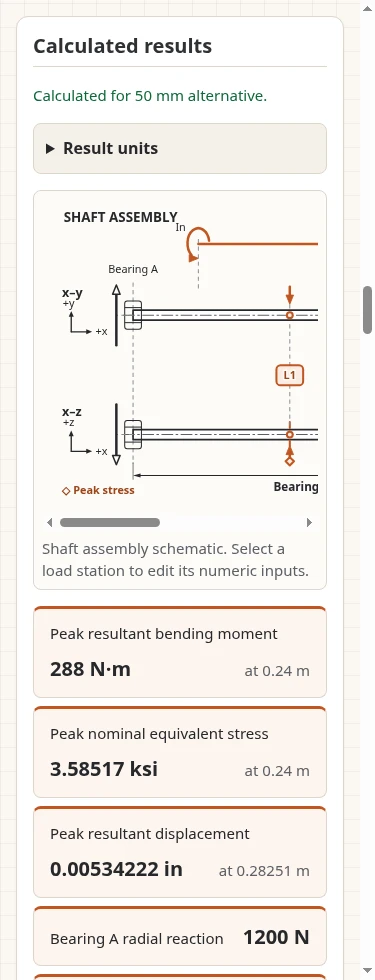 Calculated results
Calculated for 50 mm alternative.
▶ Result units
SHAFT ASSEMBLY
In
Bearing A
x–y
+y
+x
L1
x–z
+z
+x
◇ Peak stress
Bearing
Shaft assembly schematic. Select a
load station to edit its numeric inputs.
Peak resultant bending moment
288 N·m at 0.24 m
Peak nominal equivalent stress
3.58517 ksi at 0.24 m
Peak resultant displacement
0.00534222 in at 0.28251 m
Bearing A radial reaction 1200 N